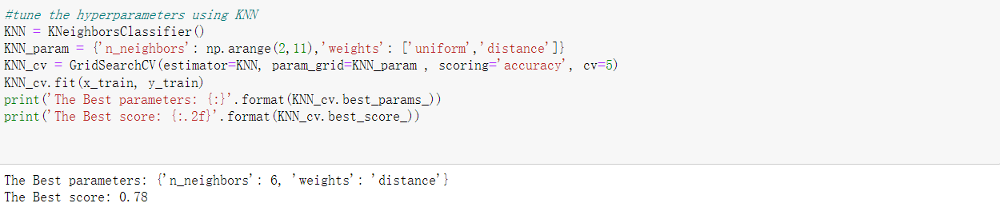 #tune the hyperparameters using KNN
KNN = KNeighborsClassifier()
KNN_param = {'n_neighbors': np.arange(2,11),'weights': ['uniform','distance']}
KNN_cv = GridSearchCV(estimator=KNN, param_grid=KNN_param , scoring='accuracy', cv=5)
KNN_cv.fit(x_train, y_train)
print('The Best parameters: {:}'.format(KNN_cv.best_params_))
print('The Best score: {:.2f}'.format(KNN_cv.best_score_))
The Best parameters: {'n_neighbors': 6, 'weights': 'distance'}
The Best score: 0.78